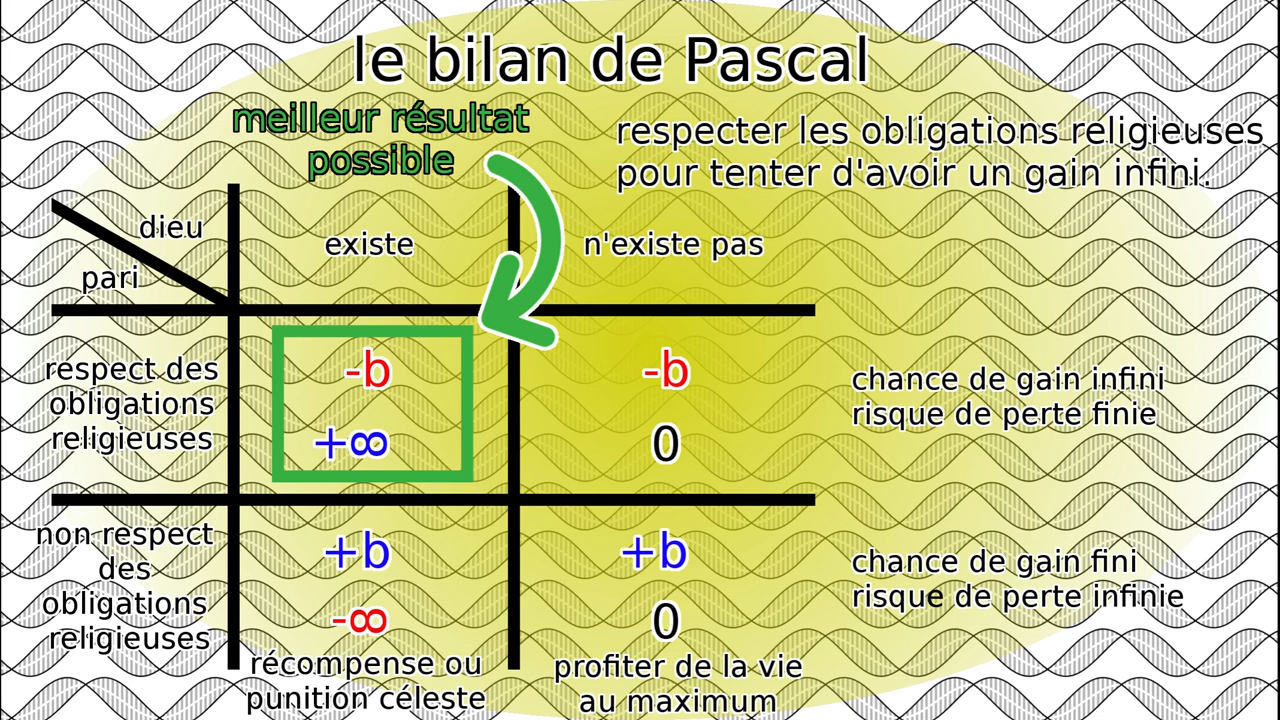 le bilan de Pascal
meilleur résultat
possible
respecter les obligations religieuses
pour tenter d'avoir un gain infini.
dieu
pari
existe
n'existe pas
respect des
obligations
religieuses
-b
+∞
-b
0
chance de gain infini
risque de perte finie
non respect
des
obligations
religieuses
+b
-∞
+b
0
chance de gain fini
risque de perte infinie
récompense ou
punition céleste
profiter de la vie
au maximum